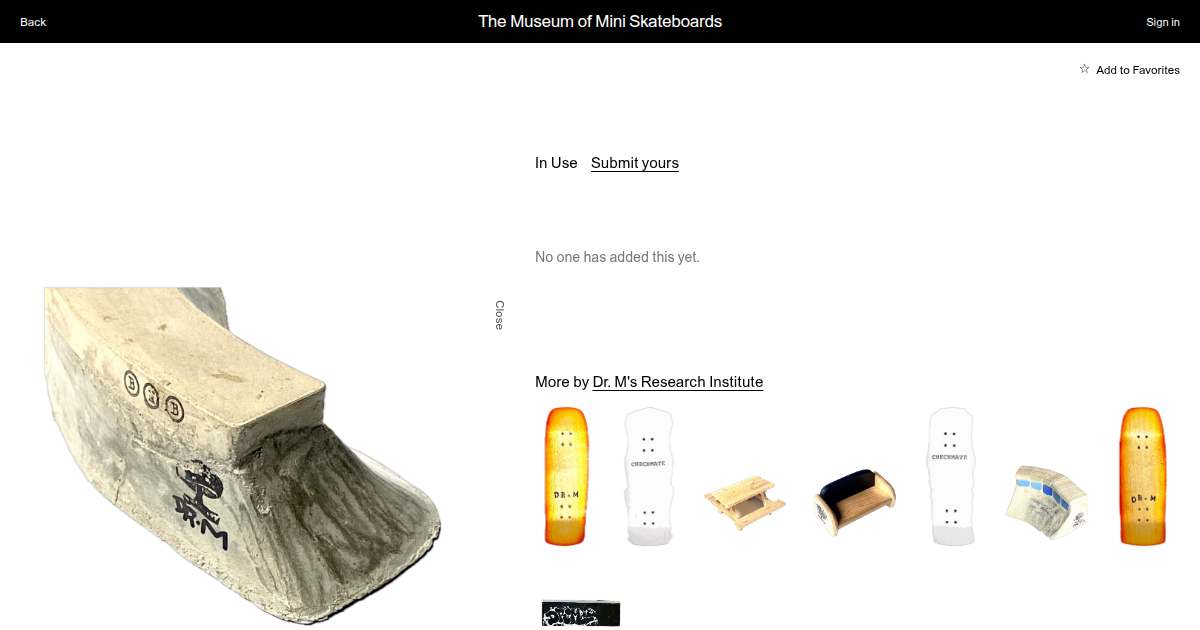 Back
The Museum of Mini Skateboards
Sign in
☆ Add to Favorites
In Use
Submit yours
No one has added this yet.
Close
B M B
More by Dr. M's Research Institute
DR.M
CHECKMATE
CHECKMATE
DR.M